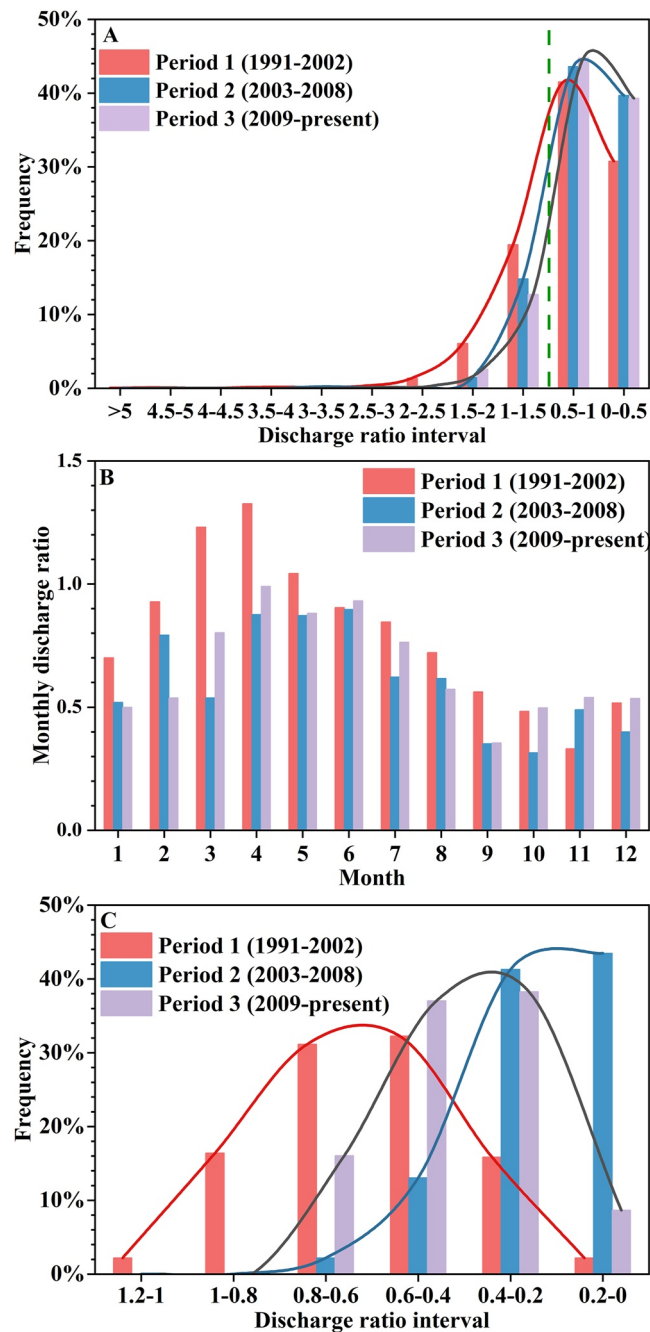 50%
A
Period 1 (1991-2002)
40%
Period 2 (2003-2008)
Period 3 (2009-present)
30%
Frequency
20%
10%
0%
>5 4.5-5 4-4.5 3.5-4 3-3.5 2.5-3 2-2.5 1.5-2 1-1.5 0.5-1 0-0.5
Discharge ratio interval
1.5
B
Period 1 (1991-2002)
Period 2 (2003-2008)
Period 3 (2009-present)
1.0
Monthly discharge ratio
0.5
0.0
1 2 3 4 5 6 7 8 9 10 11 12
Month
50%
C
Period 1 (1991-2002)
40%
Period 2 (2003-2008)
Period 3 (2009-present)
30%
Frequency
20%
10%
0%
1.2-1 1-0.8 0.8-0.6 0.6-0.4 0.4-0.2 0.2-0
Discharge ratio interval